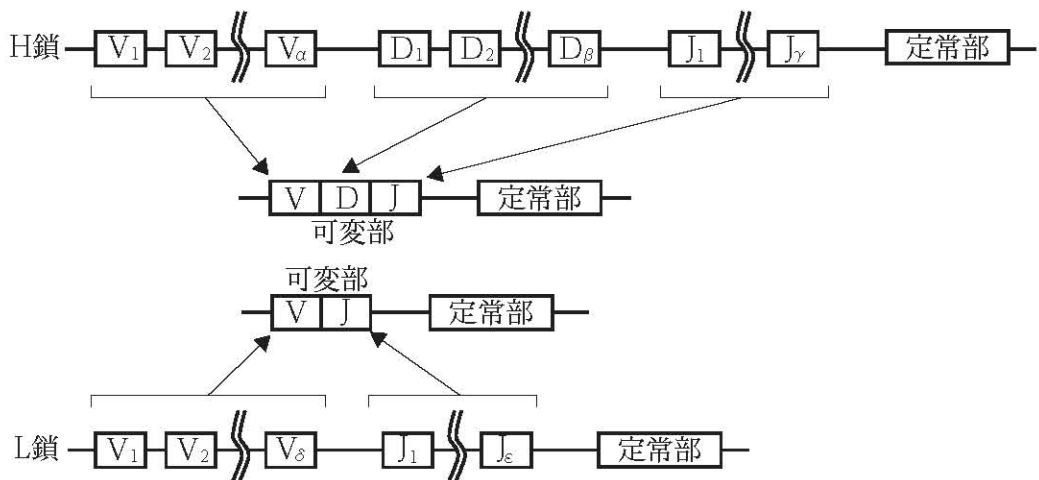 H鎖 V₁ V₂ Vα D₁ D₂ Dβ J₁ Jγ 定常部
V D J 定常部
可変部
可変部
V J 定常部
L鎖 V₁ V₂ Vδ J₁ Jε 定常部